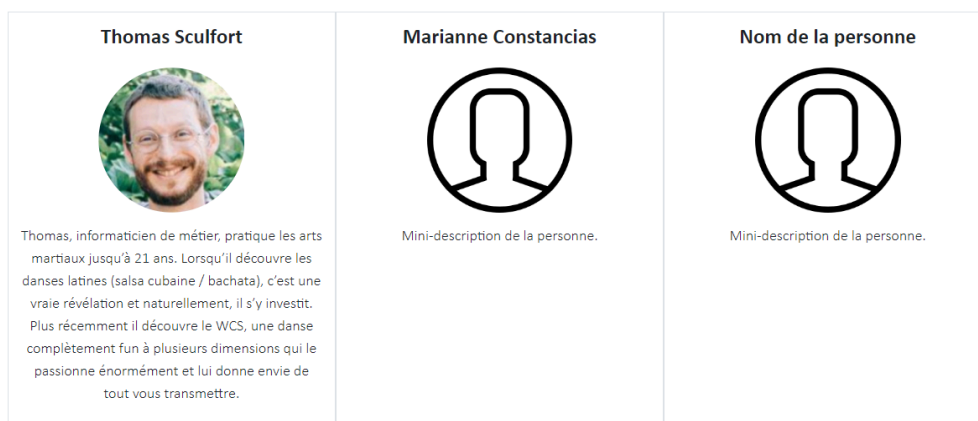 Thomas Sculfort
Thomas, informaticien de métier, pratique les arts
martiaux jusqu’à 21 ans. Lorsqu’il découvre les
danses latines (salsa cubaine / bachata), c’est une
vraie révélation et naturellement, il s’y investit.
Plus récemment il découvre le WCS, une danse
complètement fun à plusieurs dimensions qui le
passionne énormément et lui donne envie de
tout vous transmettre.
Marianne Constancias
Mini-description de la personne.
Nom de la personne
Mini-description de la personne.